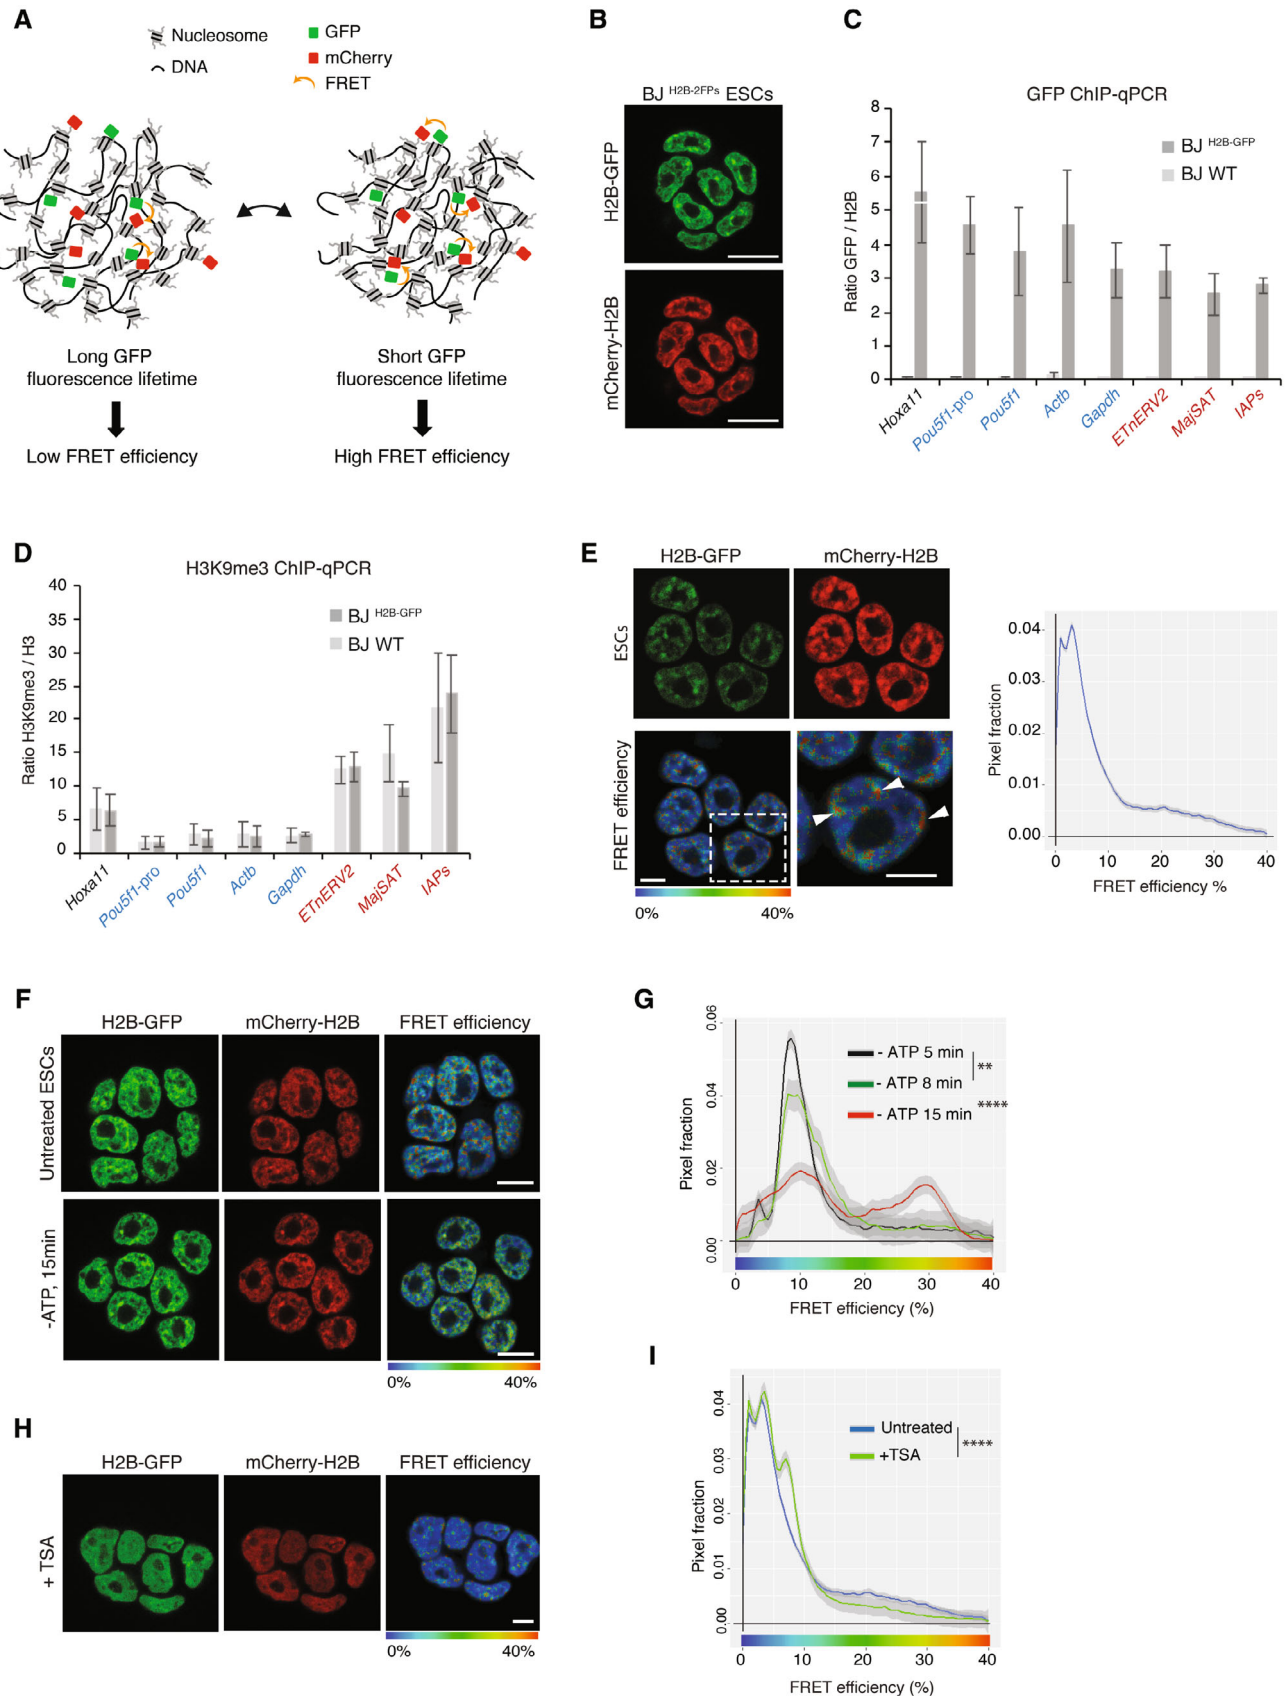 A
Nucleosome
DNA
GFP
mCherry
FRET
Long GFP
fluorescence lifetime
Low FRET efficiency
Short GFP
fluorescence lifetime
High FRET efficiency
B
BJ H2B-2FPs ESCs
H2B-GFP
mCherry-H2B
C
GFP ChIP-qPCR
BJ H2B-GFP
BJ WT
Ratio GFP / H2B
8
7
6
5
4
3
2
1
0
Hoxa11
Pou5f1-pro
Pou5f1
Actb
Gapdh
ETnERV2
MajSAT
IAPs
D
H3K9me3 ChIP-qPCR
BJ H2B-GFP
BJ WT
Ratio H3K9me3 / H3
40
35
30
25
20
15
10
5
0
Hoxa11
Pou5f1-pro
Pou5f1
Actb
Gapdh
ETnERV2
MajSAT
IAPs
E
H2B-GFP
mCherry-H2B
ESCs
FRET efficiency
0%
40%
Pixel fraction
0.04
0.03
0.02
0.01
0.00
0
10
20
30
40
FRET efficiency %
F
H2B-GFP
mCherry-H2B
FRET efficiency
Untreated ESCs
-ATP, 15min
0%
40%
G
Pixel fraction
0.06
0.04
0.02
0.00
- ATP 5 min
**
- ATP 8 min
****
- ATP 15 min
0
10
20
30
40
FRET efficiency (%)
H
H2B-GFP
mCherry-H2B
FRET efficiency
+ TSA
0%
40%
I
Pixel fraction
0.04
0.03
0.02
0.01
0.00
Untreated
****
+TSA
0
10
20
30
40
FRET efficiency (%)